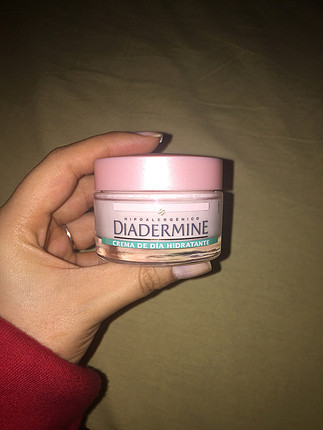 HIPOALERGÉNICO
DIADERMINE
CREMA DE DÍA HIDRATANTE